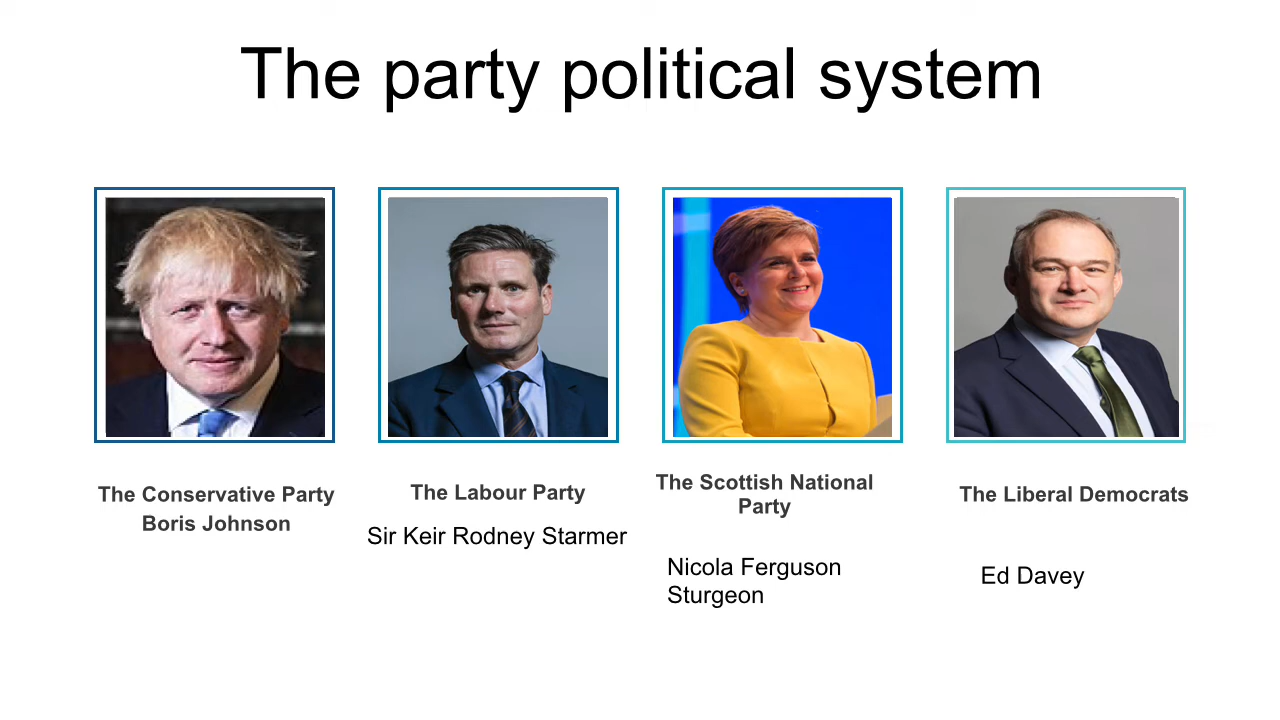 The party political system
The Conservative Party
Boris Johnson
The Labour Party
Sir Keir Rodney Starmer
The Scottish National
Party
Nicola Ferguson
Sturgeon
The Liberal Democrats
Ed Davey